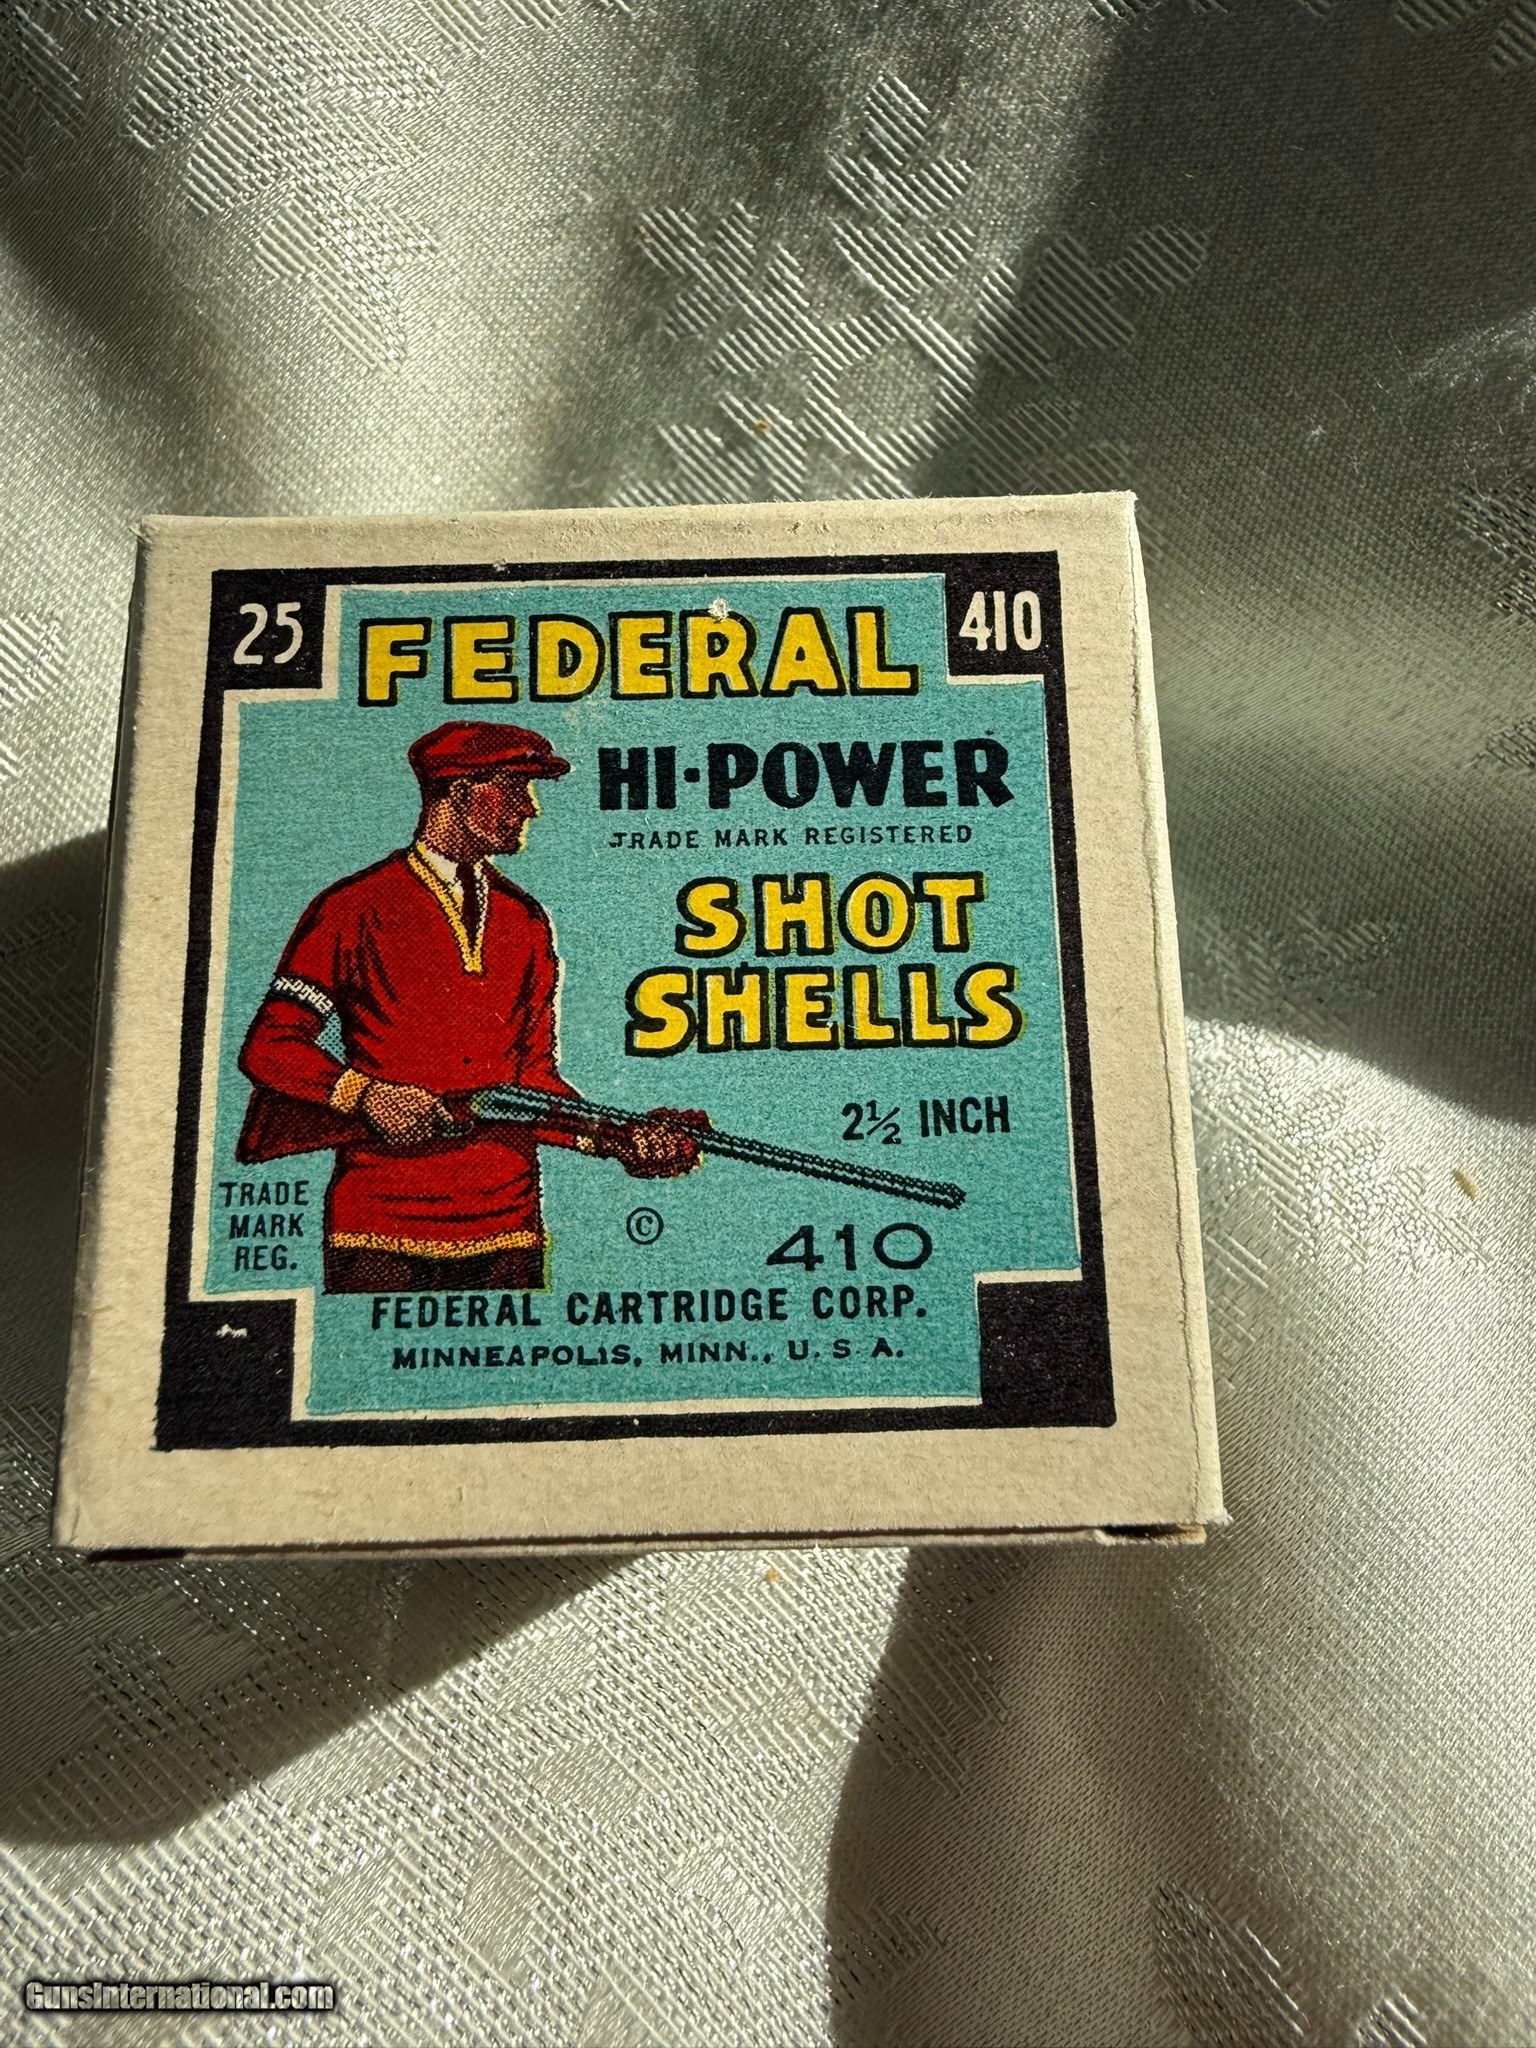 25
410
FEDERAL
HI-POWER
TRADE MARK REGISTERED
SHOT
SHELLS
FEDERAL
2½ INCH
TRADE
MARK
REG.
©
410
FEDERAL CARTRIDGE CORP.
MINNEAPOLIS, MINN., U. S. A.
GunsInternational.com